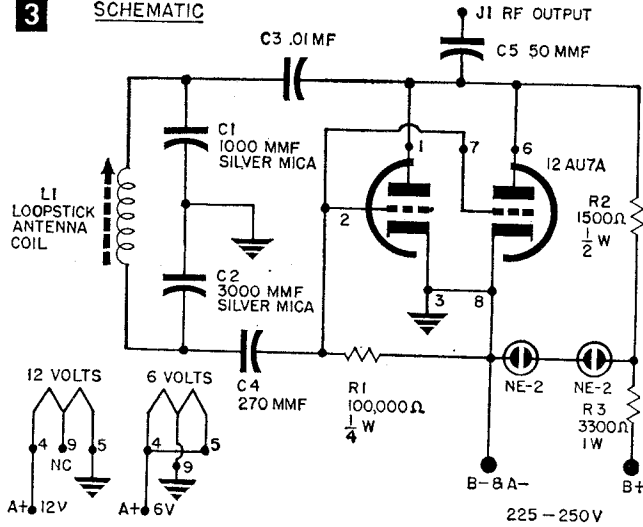 3 SCHEMATIC
J1 RF OUTPUT
C3 .01MF
C5 50 MMF
C1
1000 MMF
SILVER MICA
1
7
6
12 AU7A
L1
LOOPSTICK
ANTENNA
COIL
2
R2
1500Ω
1/2 W
C2
3000 MMF
SILVER MICA
3
8
12 VOLTS
6 VOLTS
C4
270 MMF
R1
100,000Ω
1/4 W
NE-2
NE-2
R3
3300Ω
1W
4
9
5
NC
4
5
9
A+ 12V
A+ 6V
B-&A-
B+
225-250V